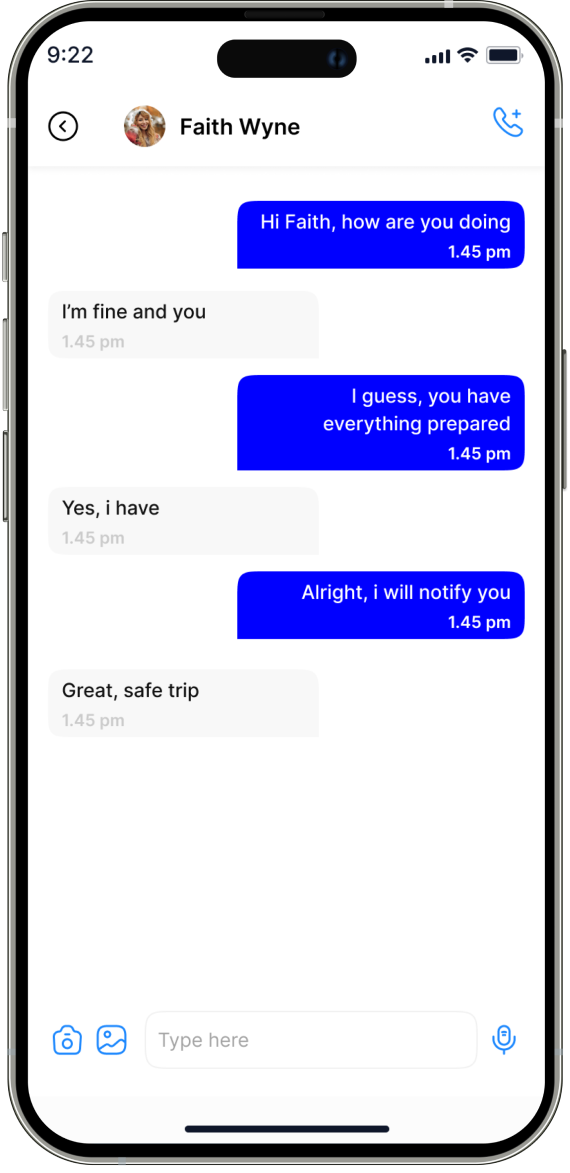 9:22
Faith Wyne
Hi Faith, how are you doing
1.45 pm
I’m fine and you
1.45 pm
I guess, you have
everything prepared
1.45 pm
Yes, i have
1.45 pm
Alright, i will notify you
1.45 pm
Great, safe trip
1.45 pm
Type here